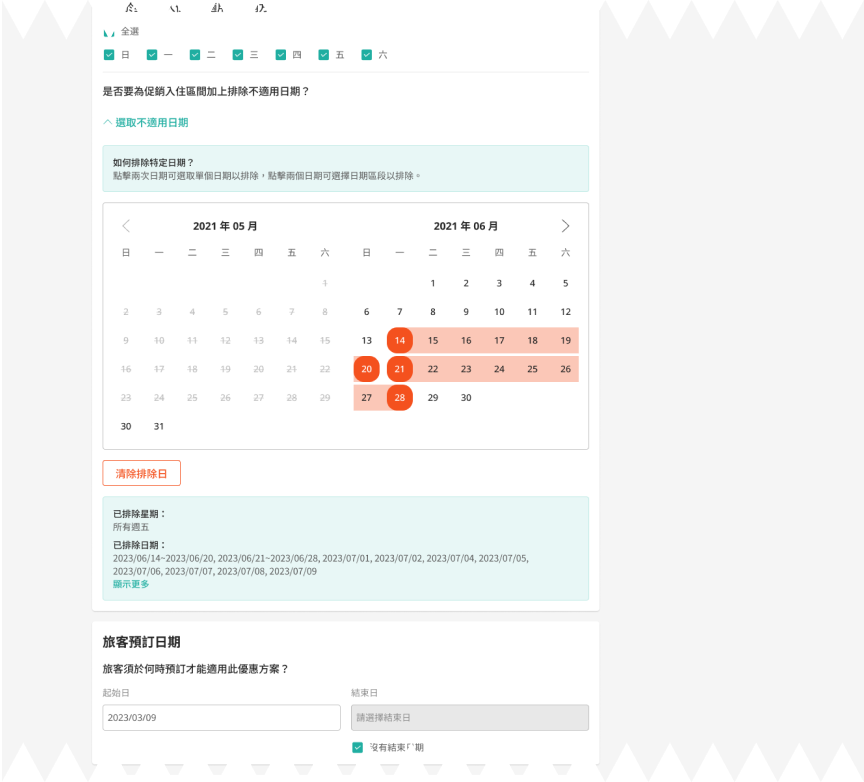 全選
日 一 二 三 四 五 六
是否要為促銷入住區間加上排除不適用日期？
選取不適用日期
如何排除特定日期？
點擊兩次日期可選取單個日期以排除，點擊兩個日期可選擇日期區段以排除。
2021 年 05 月
日 一 二 三 四 五 六
1
2 3 4 5 6 7 8
9 10 11 12 13 14 15
16 17 18 19 20 21 22
23 24 25 26 27 28 29
30 31
2021 年 06 月
日 一 二 三 四 五 六
1 2 3 4 5
6 7 8 9 10 11 12
13 14 15 16 17 18 19
20 21 22 23 24 25 26
27 28 29 30
清除排除日
已排除星期：
所有週五
已排除日期：
2023/06/14~2023/06/20, 2023/06/21~2023/06/28, 2023/07/01, 2023/07/02, 2023/07/04, 2023/07/05,
2023/07/06, 2023/07/07, 2023/07/08, 2023/07/09
顯示更多
旅客預訂日期
旅客須於何時預訂才能適用此優惠方案？
起始日
2023/03/09
結束日
請選擇結束日
沒有結束日期